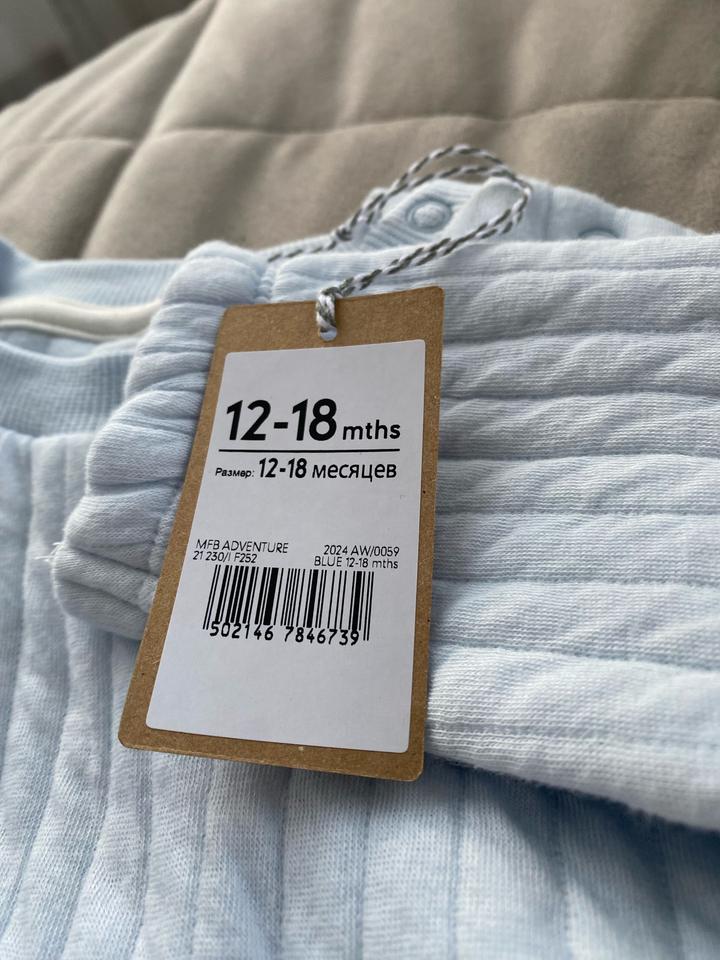 12-18 mths
Размер: 12-18 месяцев
MFB ADVENTURE 2024 AW/0059
21 230/I F252 BLUE 12-18 mths
502146 7846739